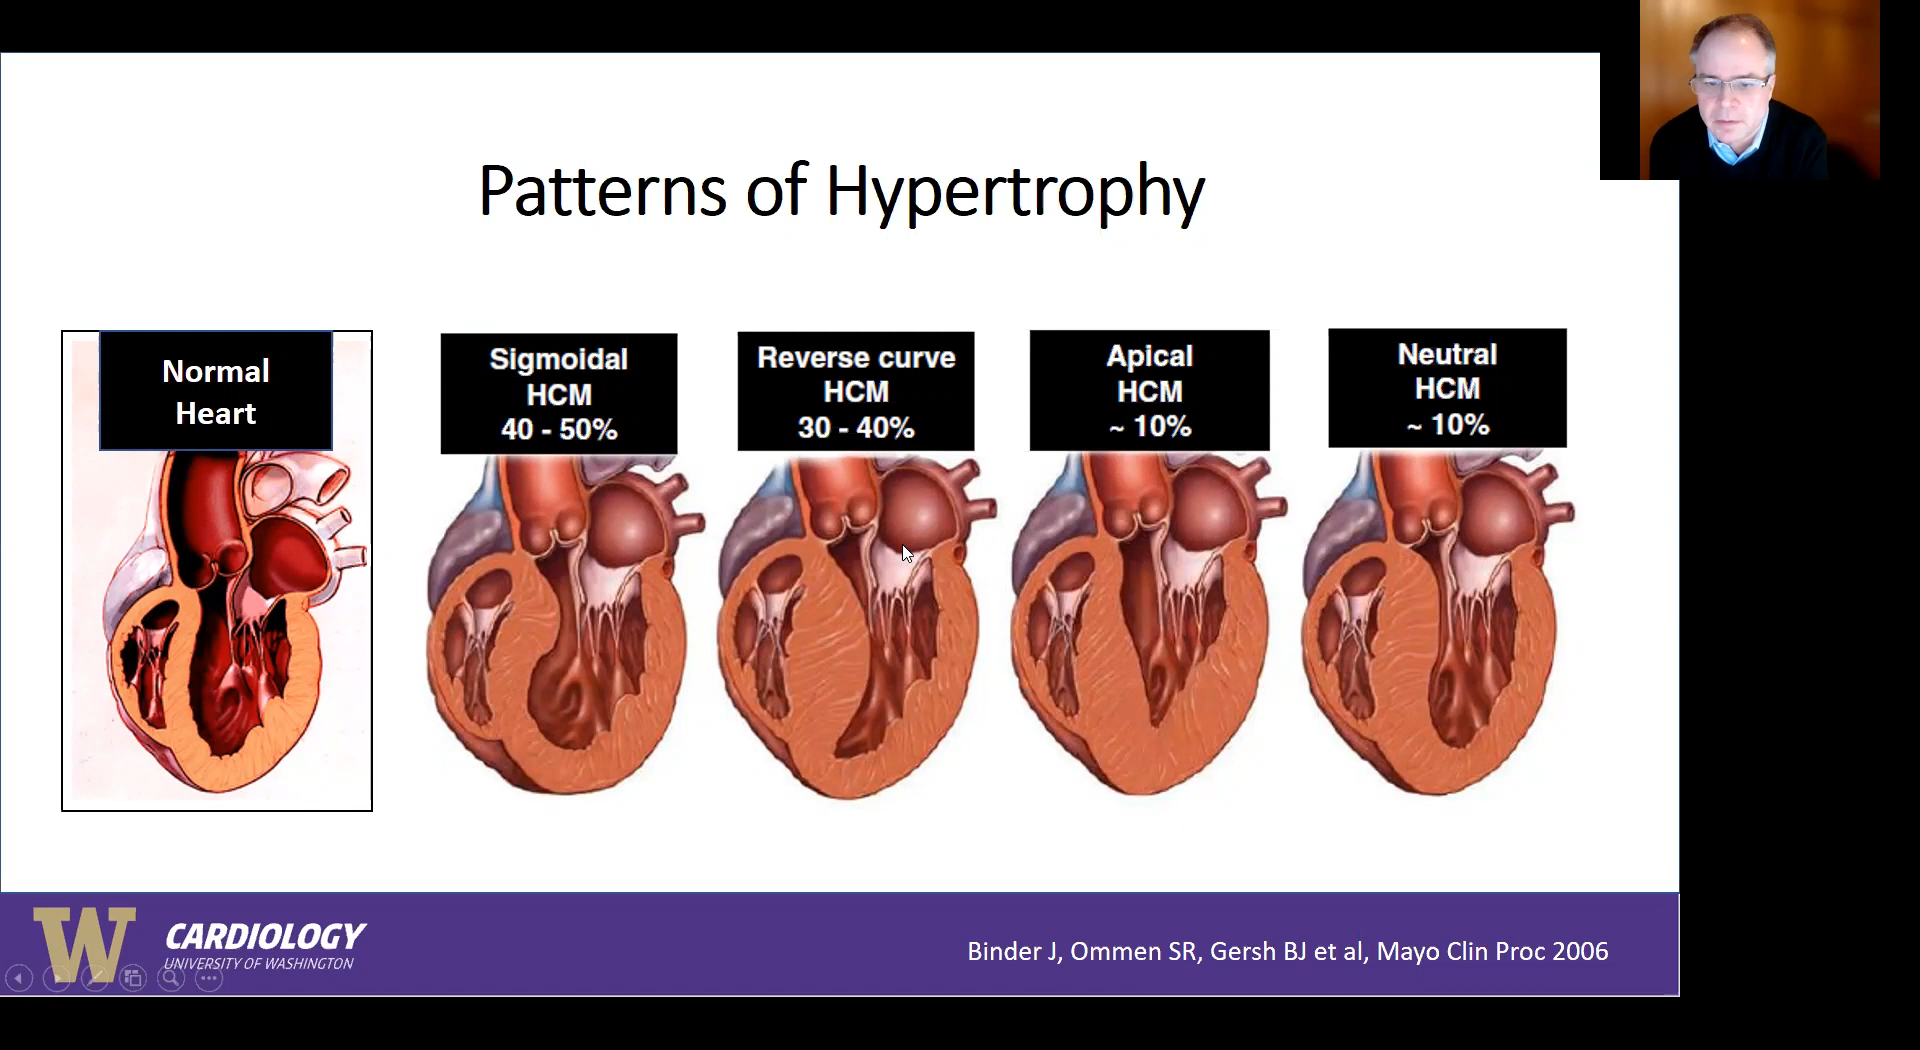 Patterns of Hypertrophy
Normal
Heart
Sigmoidal
HCM
40 - 50%
Reverse curve
HCM
30 - 40%
Apical
HCM
~ 10%
Neutral
HCM
~ 10%
W
CARDIOLOGY
UNIVERSITY OF WASHINGTON
Binder J, Ommen SR, Gersh BJ et al, Mayo Clin Proc 2006